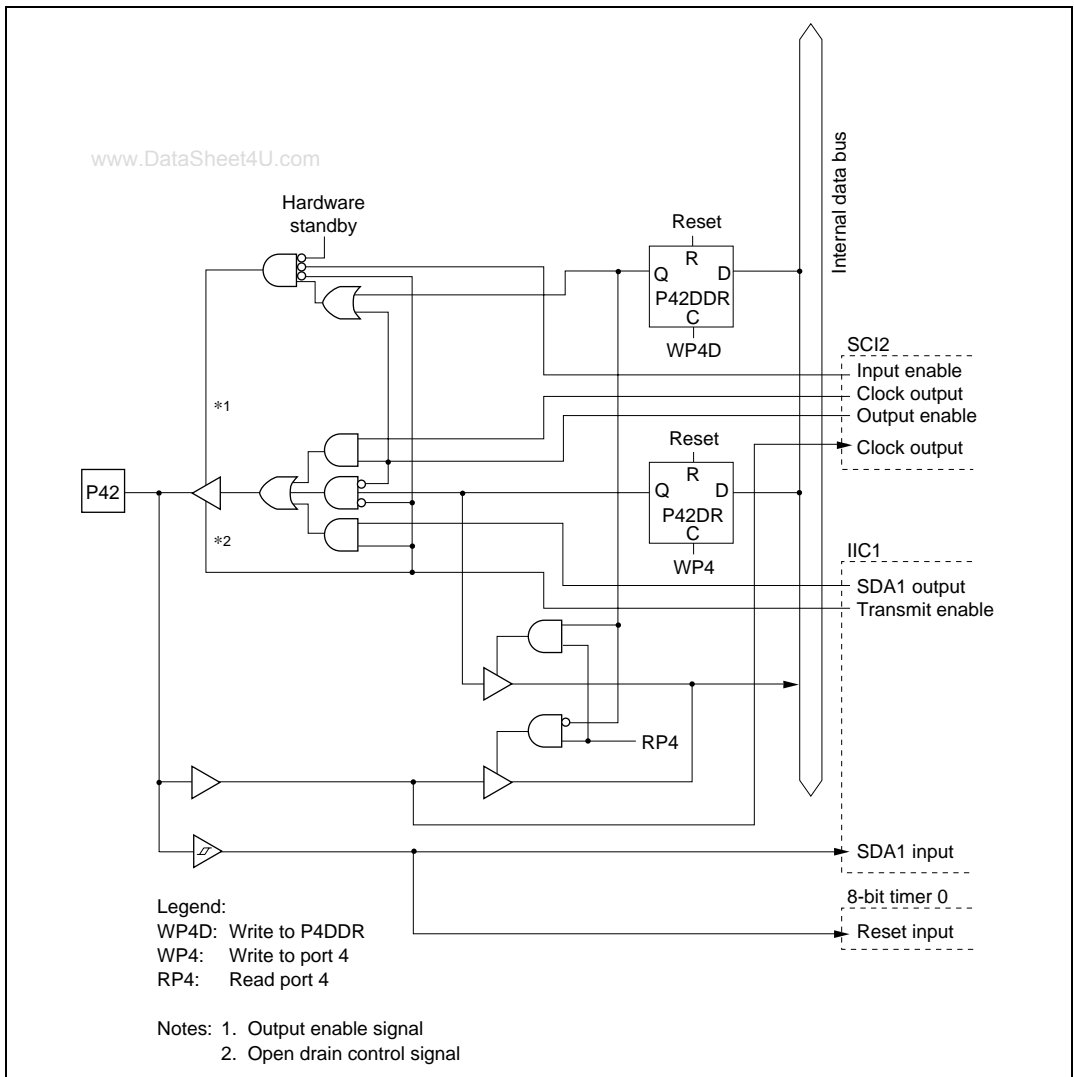 www.DataSheet4U.com
Hardware
standby
Reset
R
Q D
P42DDR
C
WP4D
Internal data bus
SCI2
Input enable
Clock output
Output enable
Clock output
*1
Reset
R
Q D
P42DR
C
WP4
P42
*2
IIC1
SDA1 output
Transmit enable
RP4
SDA1 input
8-bit timer 0
Reset input
Legend:
WP4D: Write to P4DDR
WP4: Write to port 4
RP4: Read port 4
Notes: 1. Output enable signal
2. Open drain control signal